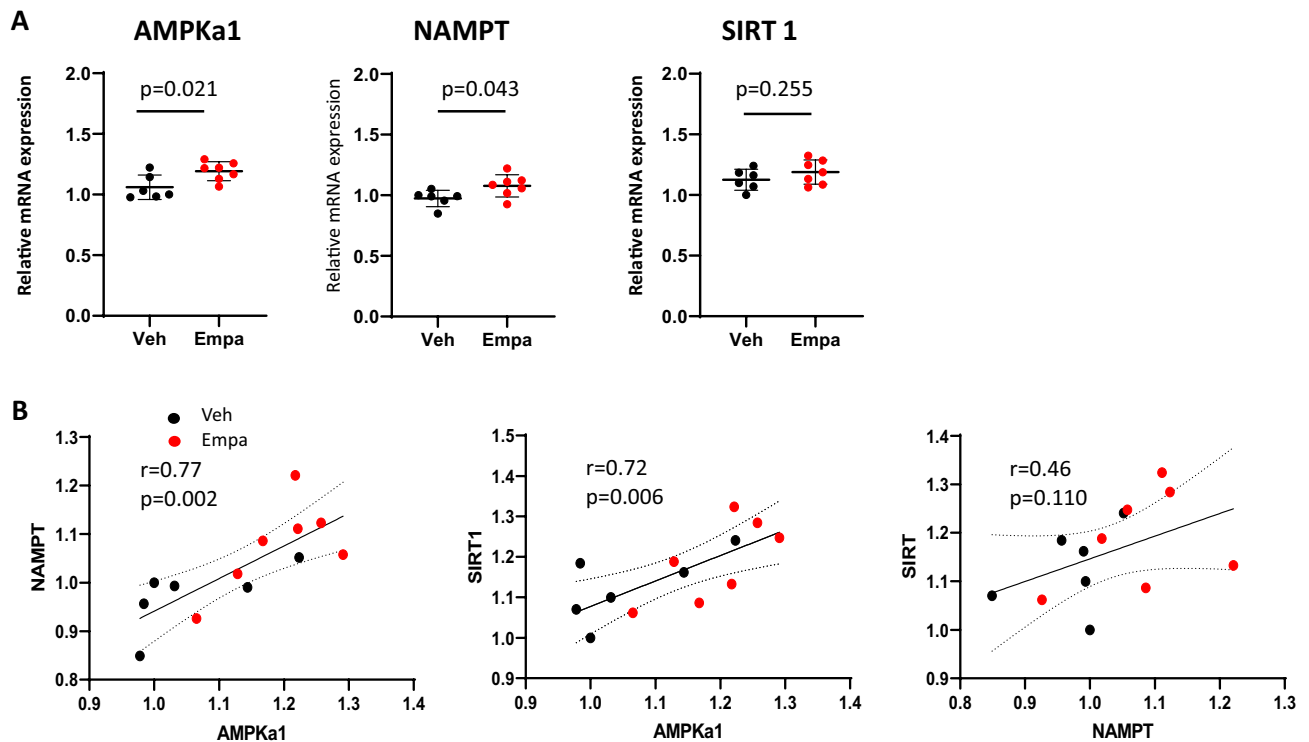 A
AMPKa1
NAMPT
SIRT 1
Relative mRNA expression
2.0
1.5
1.0
0.5
0.0
p=0.021
Veh
Empa
Relative mRNA expression
2.0
1.5
1.0
0.5
0.0
p=0.043
Veh
Empa
Relative mRNA expression
2.0
1.5
1.0
0.5
0.0
p=0.255
Veh
Empa
B
Veh
Empa
NAMPT
1.3
1.2
1.1
1.0
0.9
0.8
r=0.77
p=0.002
0.9 1.0 1.1 1.2 1.3 1.4
AMPKa1
SIRT1
1.5
1.4
1.3
1.2
1.1
1.0
0.9
r=0.72
p=0.006
0.9 1.0 1.1 1.2 1.3 1.4
AMPKa1
SIRT
1.4
1.3
1.2
1.1
1.0
0.9
r=0.46
p=0.110
0.8 0.9 1.0 1.1 1.2 1.3
NAMPT